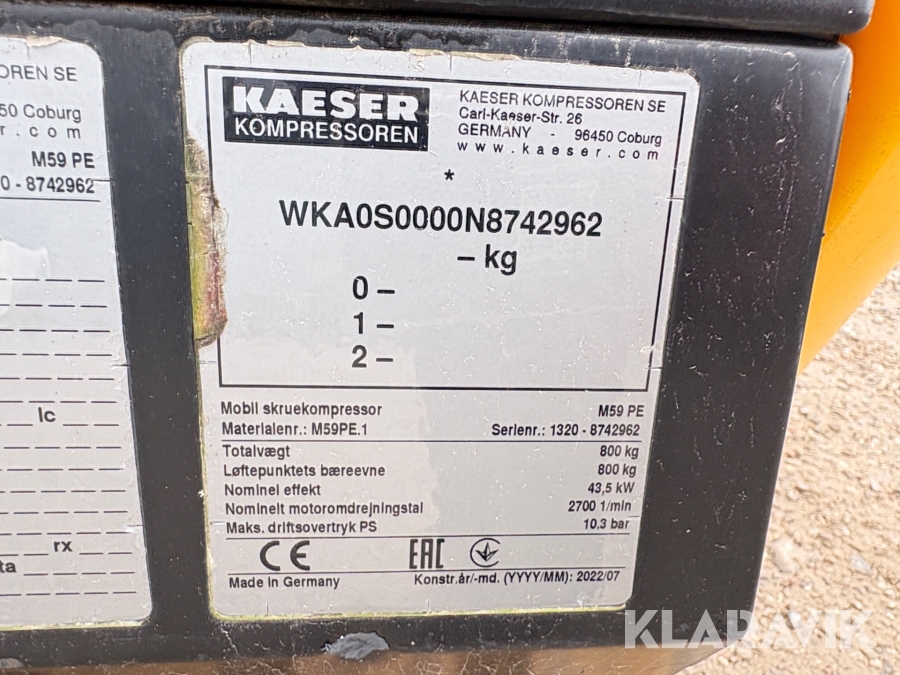 OREN SE
50 Coburg
. c o m
M59 PE
0 - 8742962
Ic
rx
ta
KAESER
KOMPRESSOREN
KAESER KOMPRESSOREN SE
Carl-Kaeser-Str. 26
GERMANY - 96450 Coburg
www.kaeser.com
*
WKA0S0000N8742962
– kg
0 –
1 –
2 –
Mobil skruekompressor M59 PE
Materialenr.: M59PE.1 Serienr.: 1320 - 8742962
Totalvægt 800 kg
Løftepunktets bæreevne 800 kg
Nominel effekt 43,5 kW
Nominelt motoromdrejningstal 2700 1/min
Maks. driftsovertryk PS 10.3 bar
CE EAC
Made in Germany Konstr.år/-md. (YYYY/MM): 2022/07
KLARAVIK